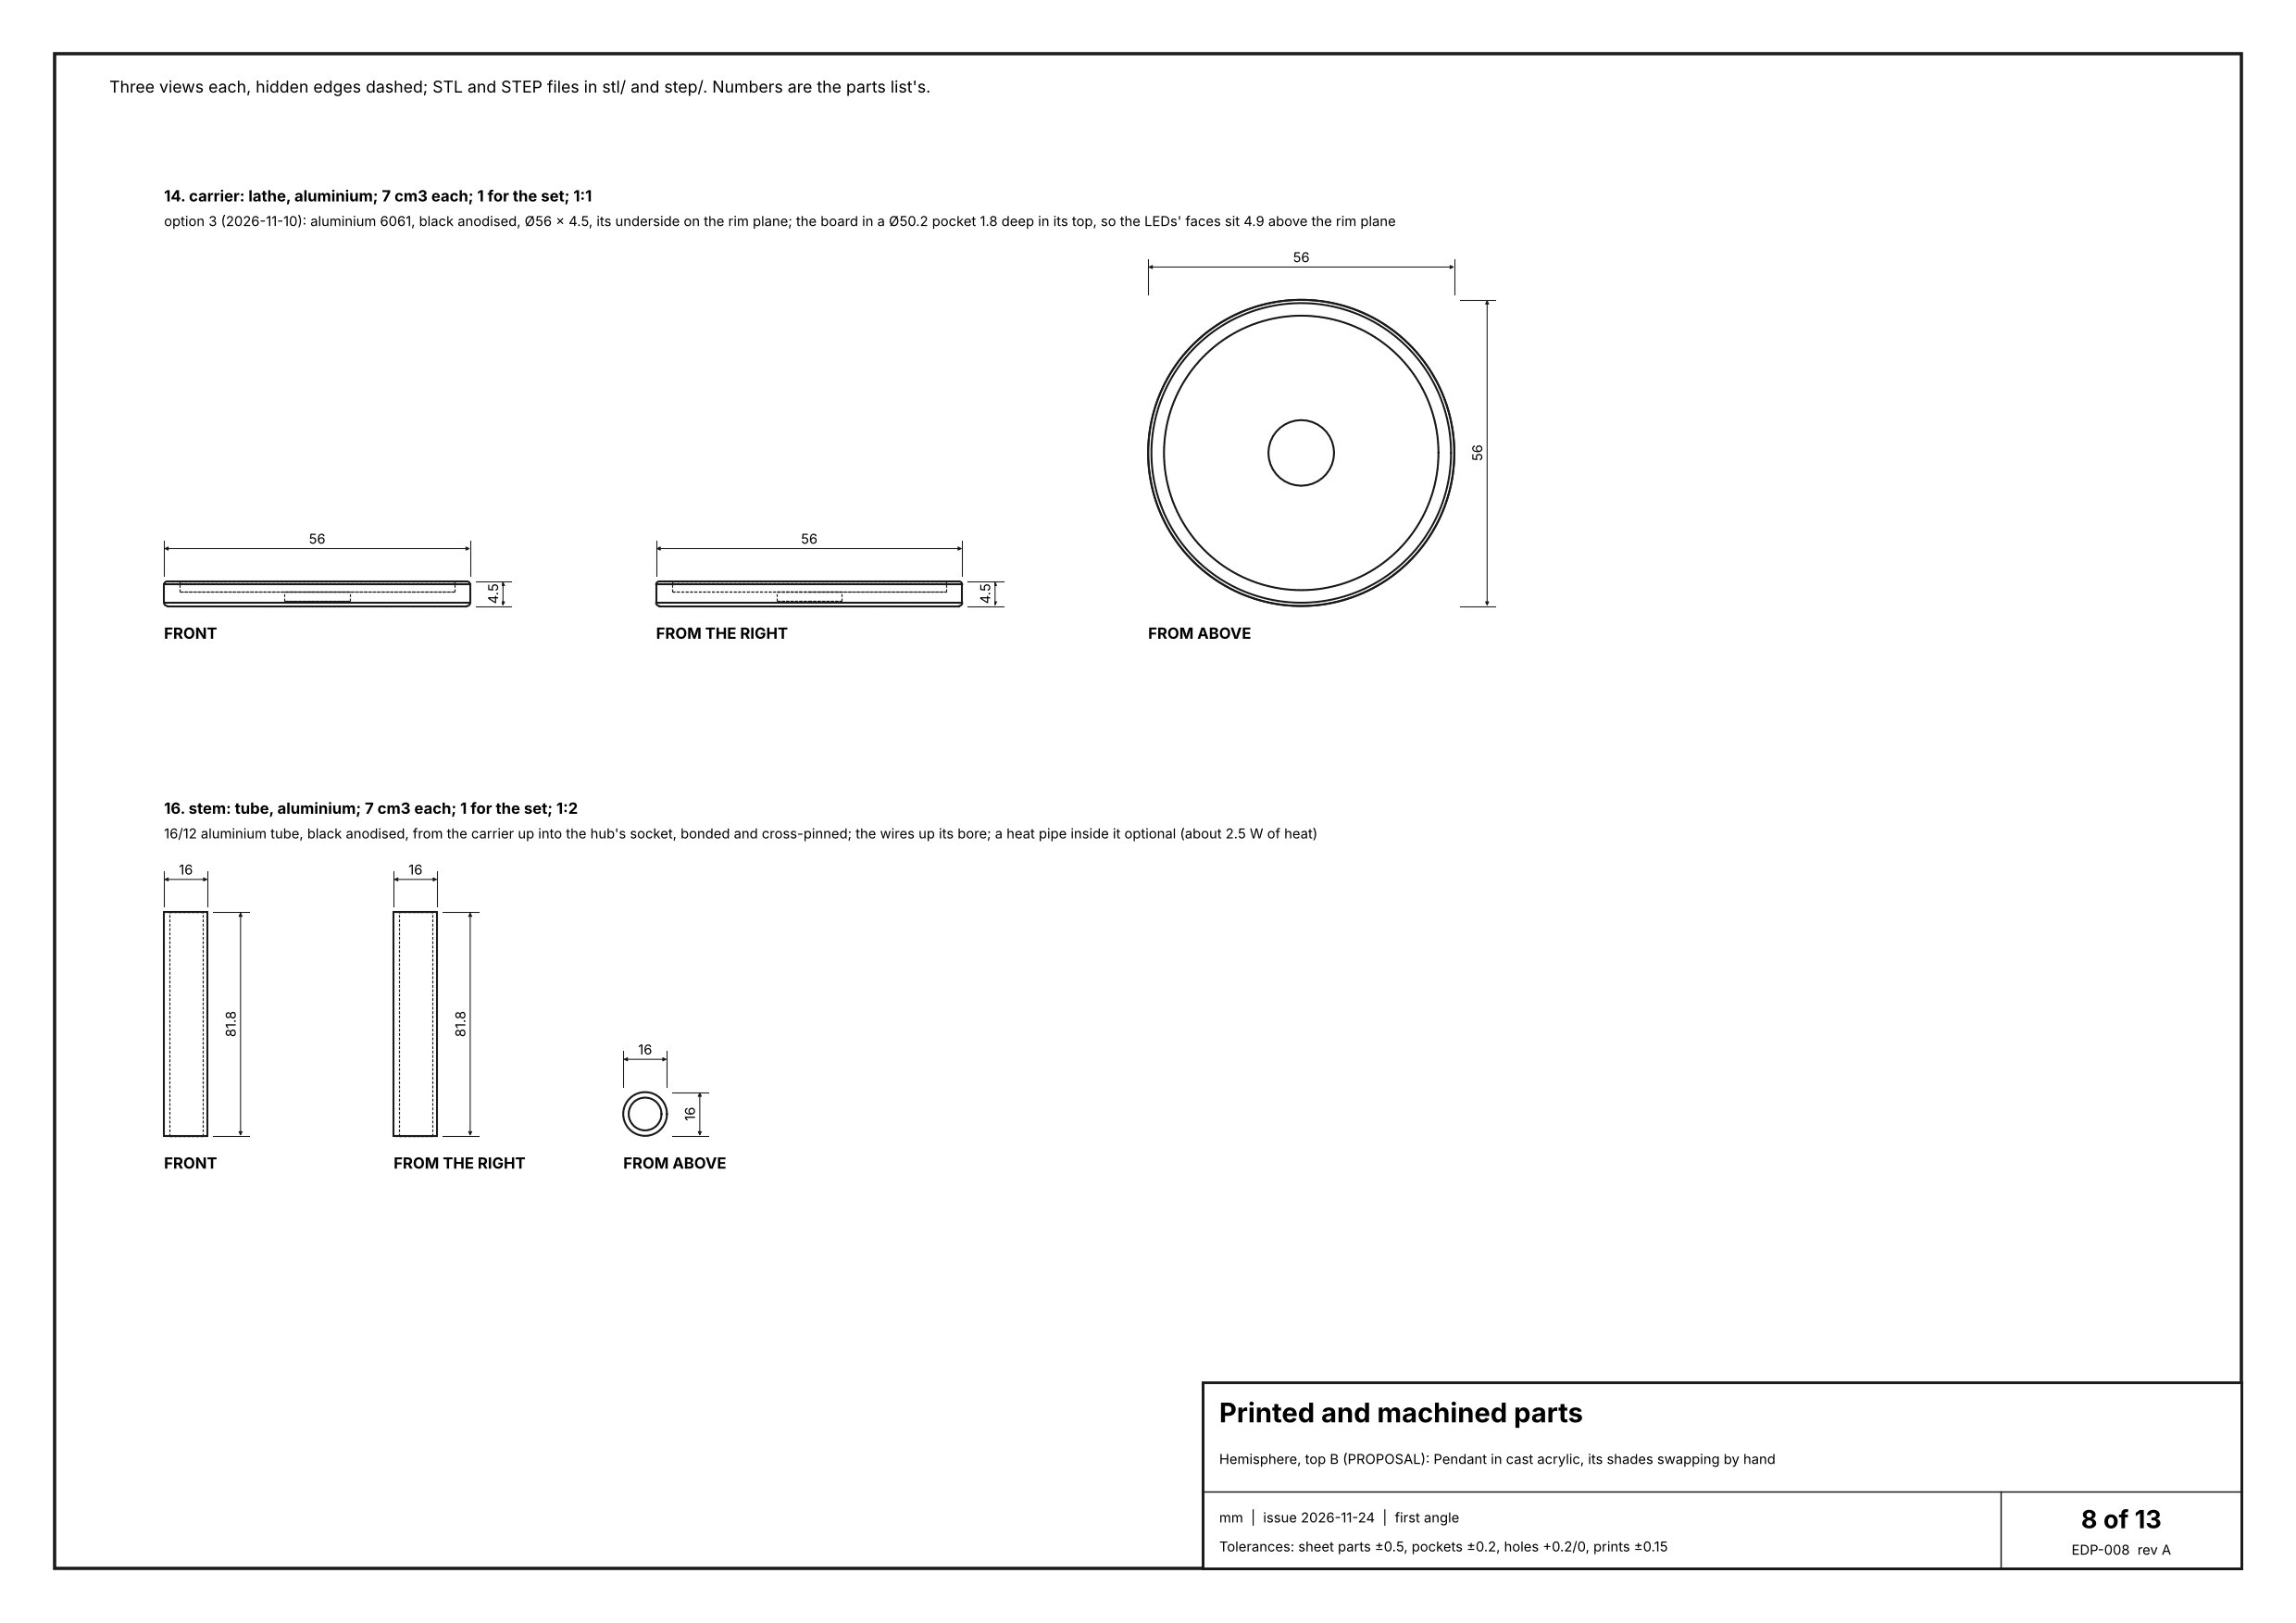 Three views each, hidden edges dashed; STL and STEP files in stl/ and step/. Numbers are the parts list's.
14. carrier: lathe, aluminium; 7 cm3 each; 1 for the set; 1:1
option 3 (2026-11-10): aluminium 6061, black anodised, Ø56 × 4.5, its underside on the rim plane; the board in a Ø50.2 pocket 1.8 deep in its top, so the LEDs' faces sit 4.9 above the rim plane
56
56
56
4.5
56
4.5
FRONT
FROM THE RIGHT
FROM ABOVE
16. stem: tube, aluminium; 7 cm3 each; 1 for the set; 1:2
16/12 aluminium tube, black anodised, from the carrier up into the hub's socket, bonded and cross-pinned; the wires up its bore; a heat pipe inside it optional (about 2.5 W of heat)
16
16
81.8
81.8
16
16
FRONT
FROM THE RIGHT
FROM ABOVE
Printed and machined parts
Hemisphere, top B (PROPOSAL): Pendant in cast acrylic, its shades swapping by hand
mm | issue 2026-11-24 | first angle
Tolerances: sheet parts ±0.5, pockets ±0.2, holes +0.2/0, prints ±0.15
8 of 13
EDP-008 rev A